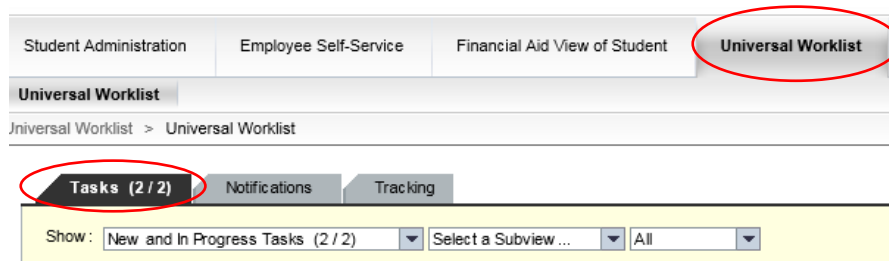 Student Administration Employee Self-Service Financial Aid View of Student Universal Worklist
Universal Worklist
Universal Worklist > Universal Worklist
Tasks (2 / 2) Notifications Tracking
Show: New and In Progress Tasks (2 / 2) Select a Subview ... All